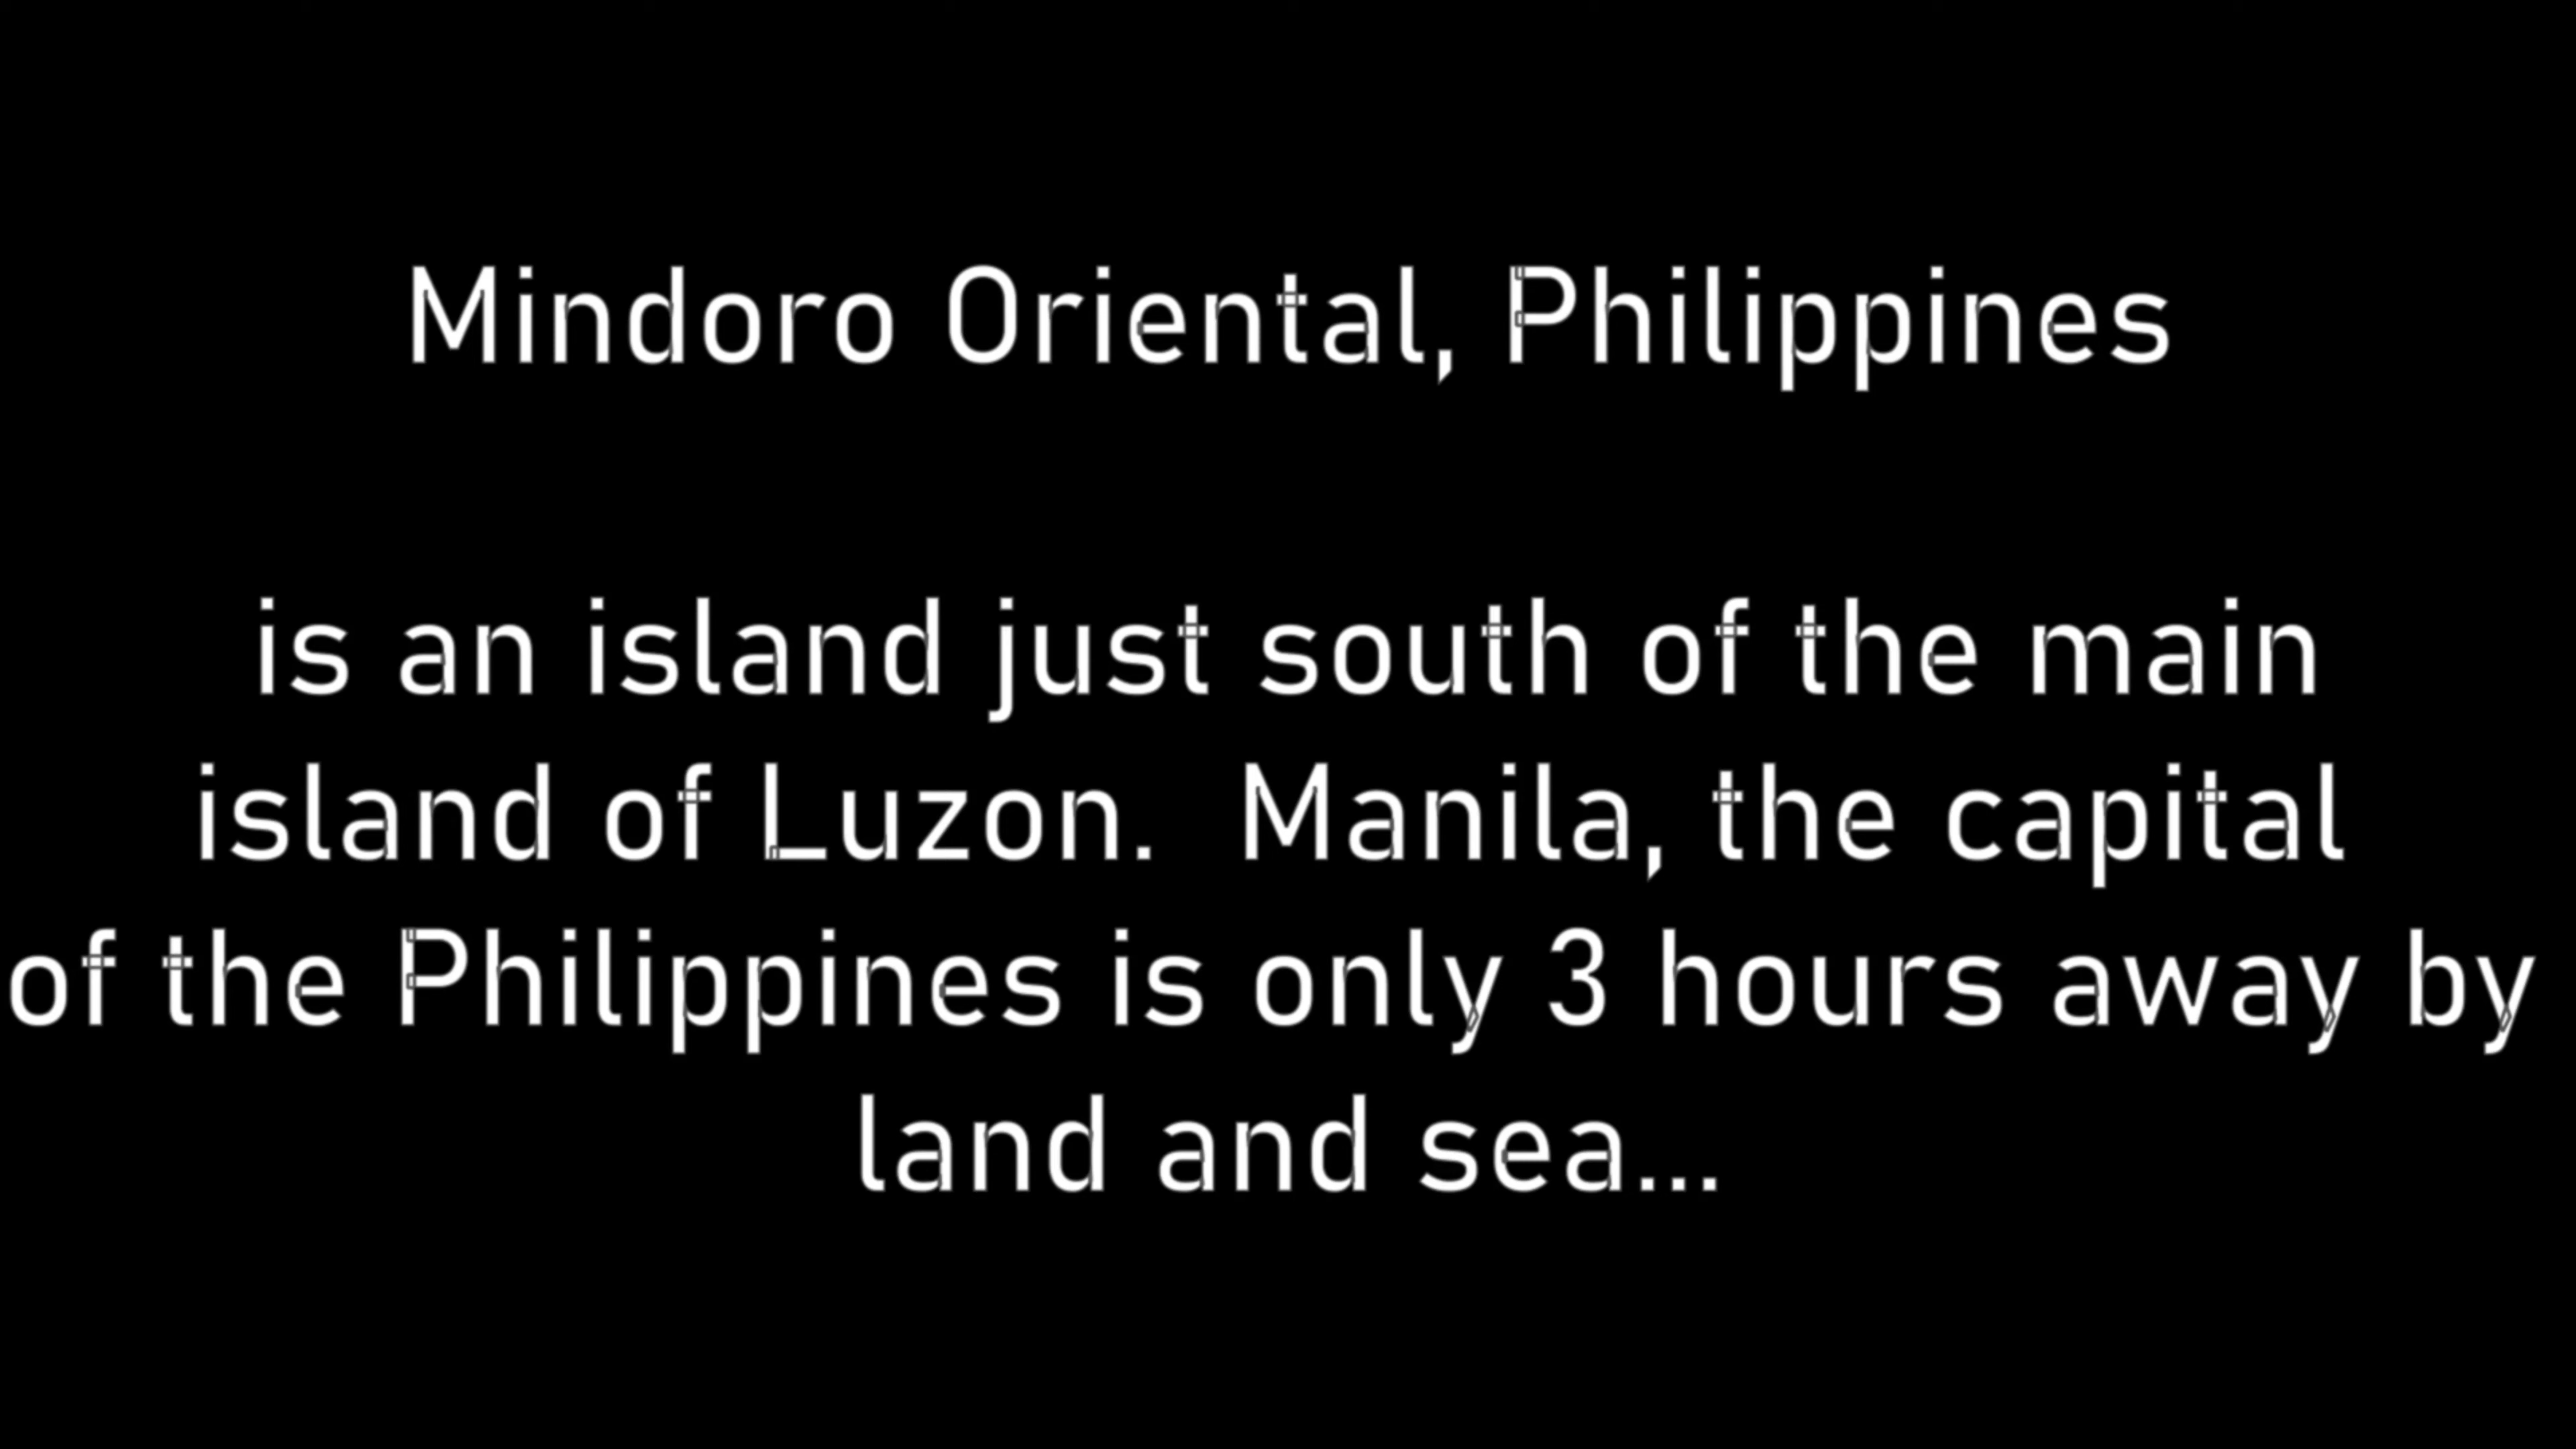 Mindoro Oriental, Philippines
is an island just south of the main
island of Luzon.  Manila, the capital
of the Philippines is only 3 hours away by
land and sea...